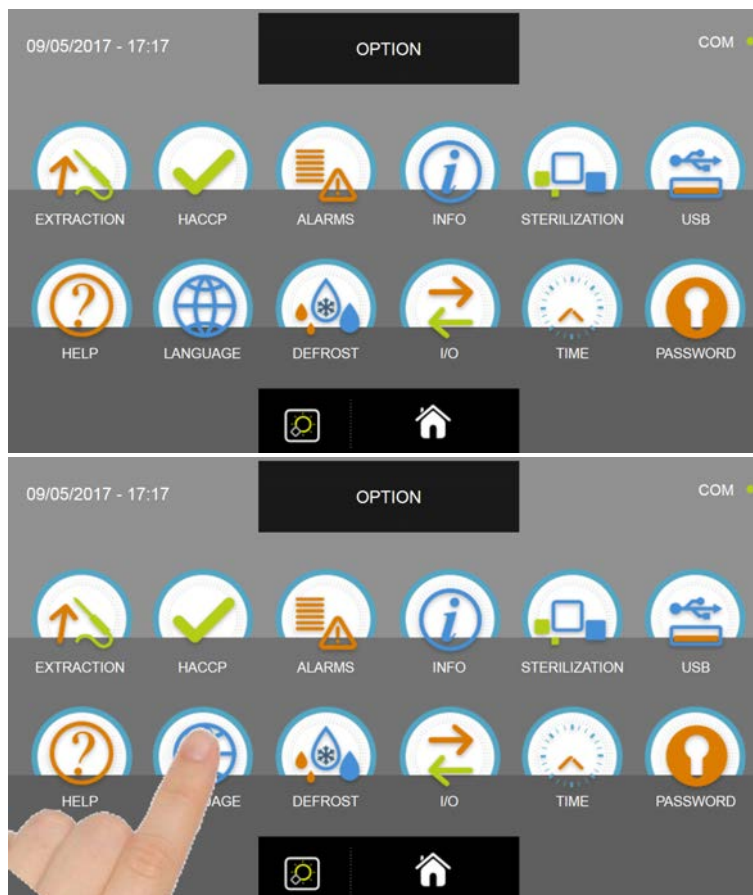 09/05/2017 - 17:17 OPTION COM
EXTRACTION HACCP ALARMS INFO STERILIZATION USB
HELP LANGUAGE DEFROST I/O TIME PASSWORD
09/05/2017 - 17:17 OPTION COM
EXTRACTION HACCP ALARMS INFO STERILIZATION USB
HELP AGE DEFROST I/O TIME PASSWORD